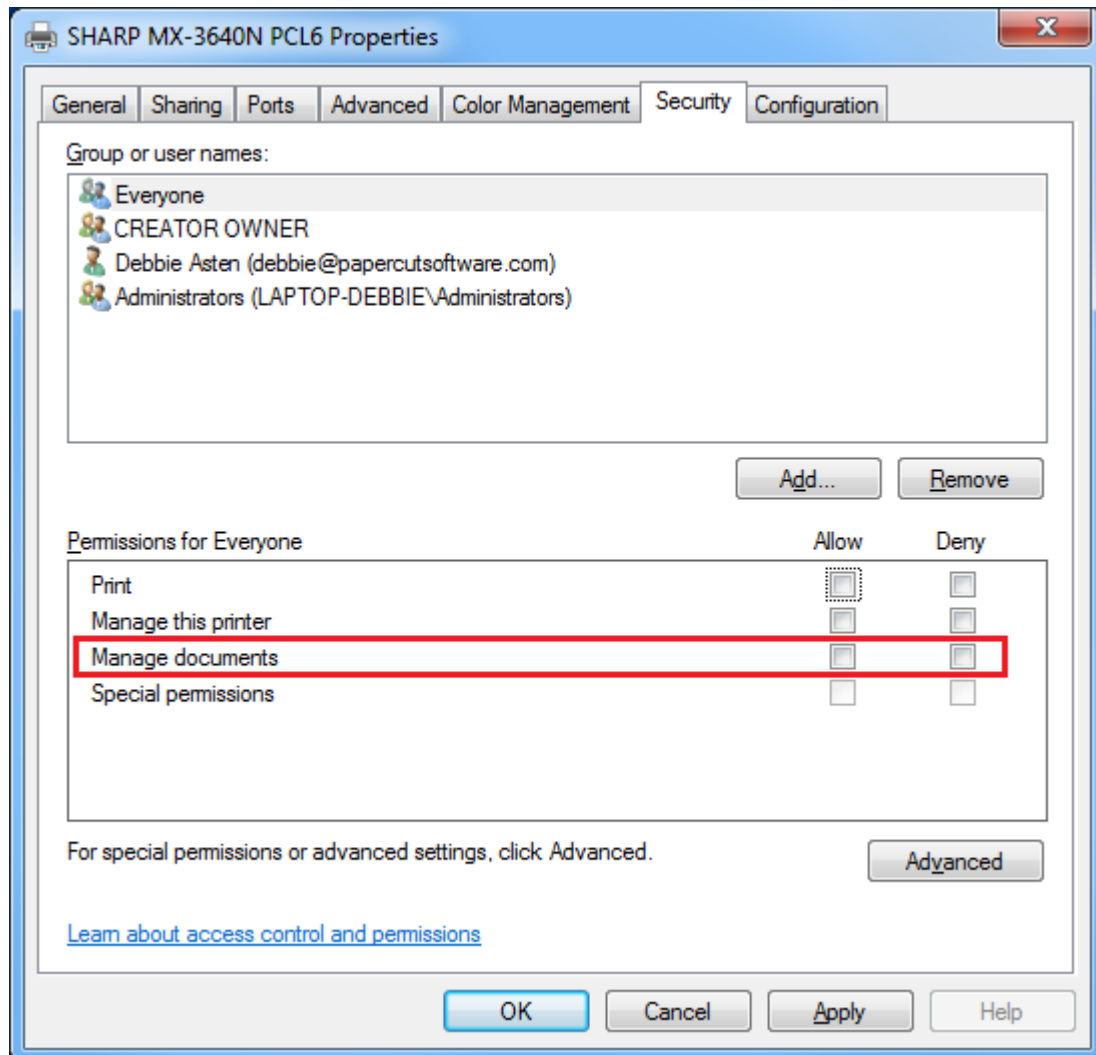 SHARP MX-3640N PCL6 Properties
General Sharing Ports Advanced Color Management Security Configuration
Group or user names:
Everyone
CREATOR OWNER
Debbie Asten (debbie@papercutsoftware.com)
Administrators (LAPTOP-DEBBIE\Administrators)
Add... Remove
Permissions for Everyone Allow Deny
Print
Manage this printer
Manage documents
Special permissions
For special permissions or advanced settings, click Advanced. Advanced
Learn about access control and permissions
OK Cancel Apply Help